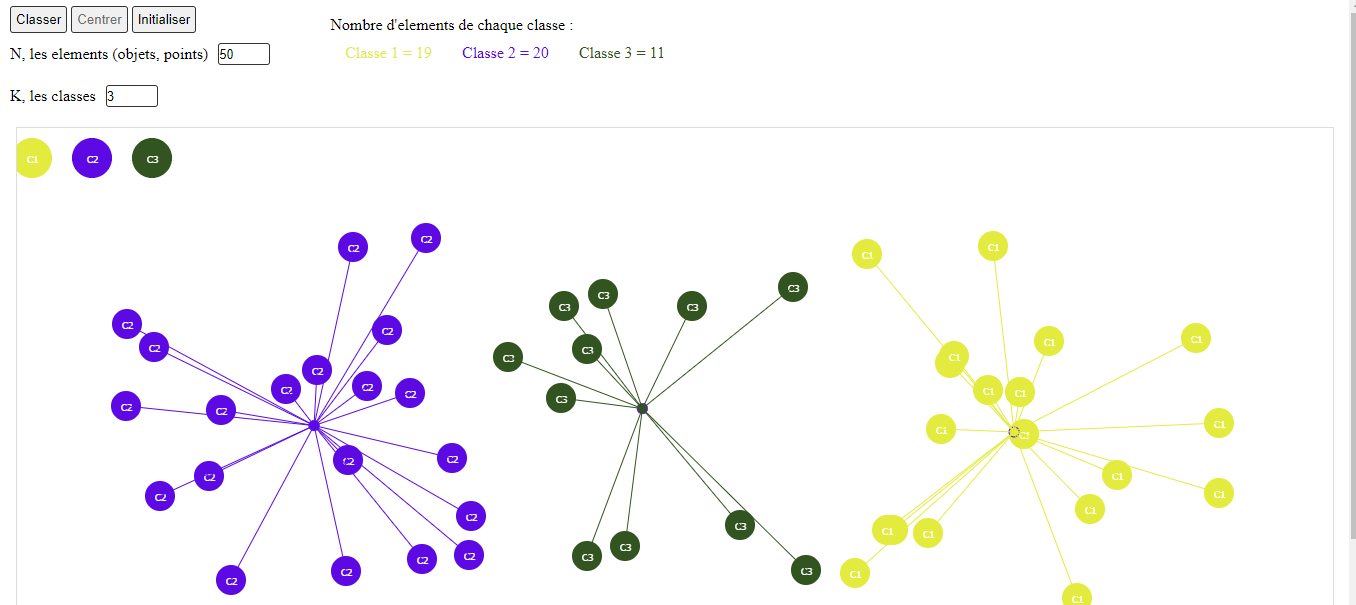 Classer Centrer Initialiser
Nombre d'elements de chaque classe :
N, les elements (objets, points) 50
Classe 1 = 19 Classe 2 = 20 Classe 3 = 11
K, les classes 3
C1 C2 C3
C2 C2 C1 C1
C3 C3 C3 C3
C2 C2 C2 C3 C3 C1 C1 C1
C2 C2 C2 C2 C3 C1 C1
C2 C2 C1 C1 C1
C2 C2 C2 C1
C2 C2 C1 C1
C2 C3 C1 C1
C2 C2 C3 C3
C2 C2 C3 C1
C1